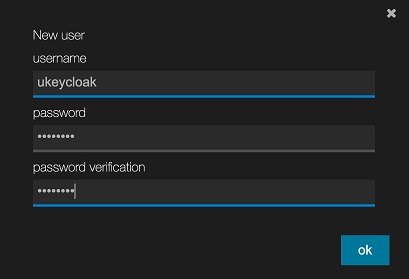 New user
username
ukeycloak
password
••••••••
password verification
••••••••
ok